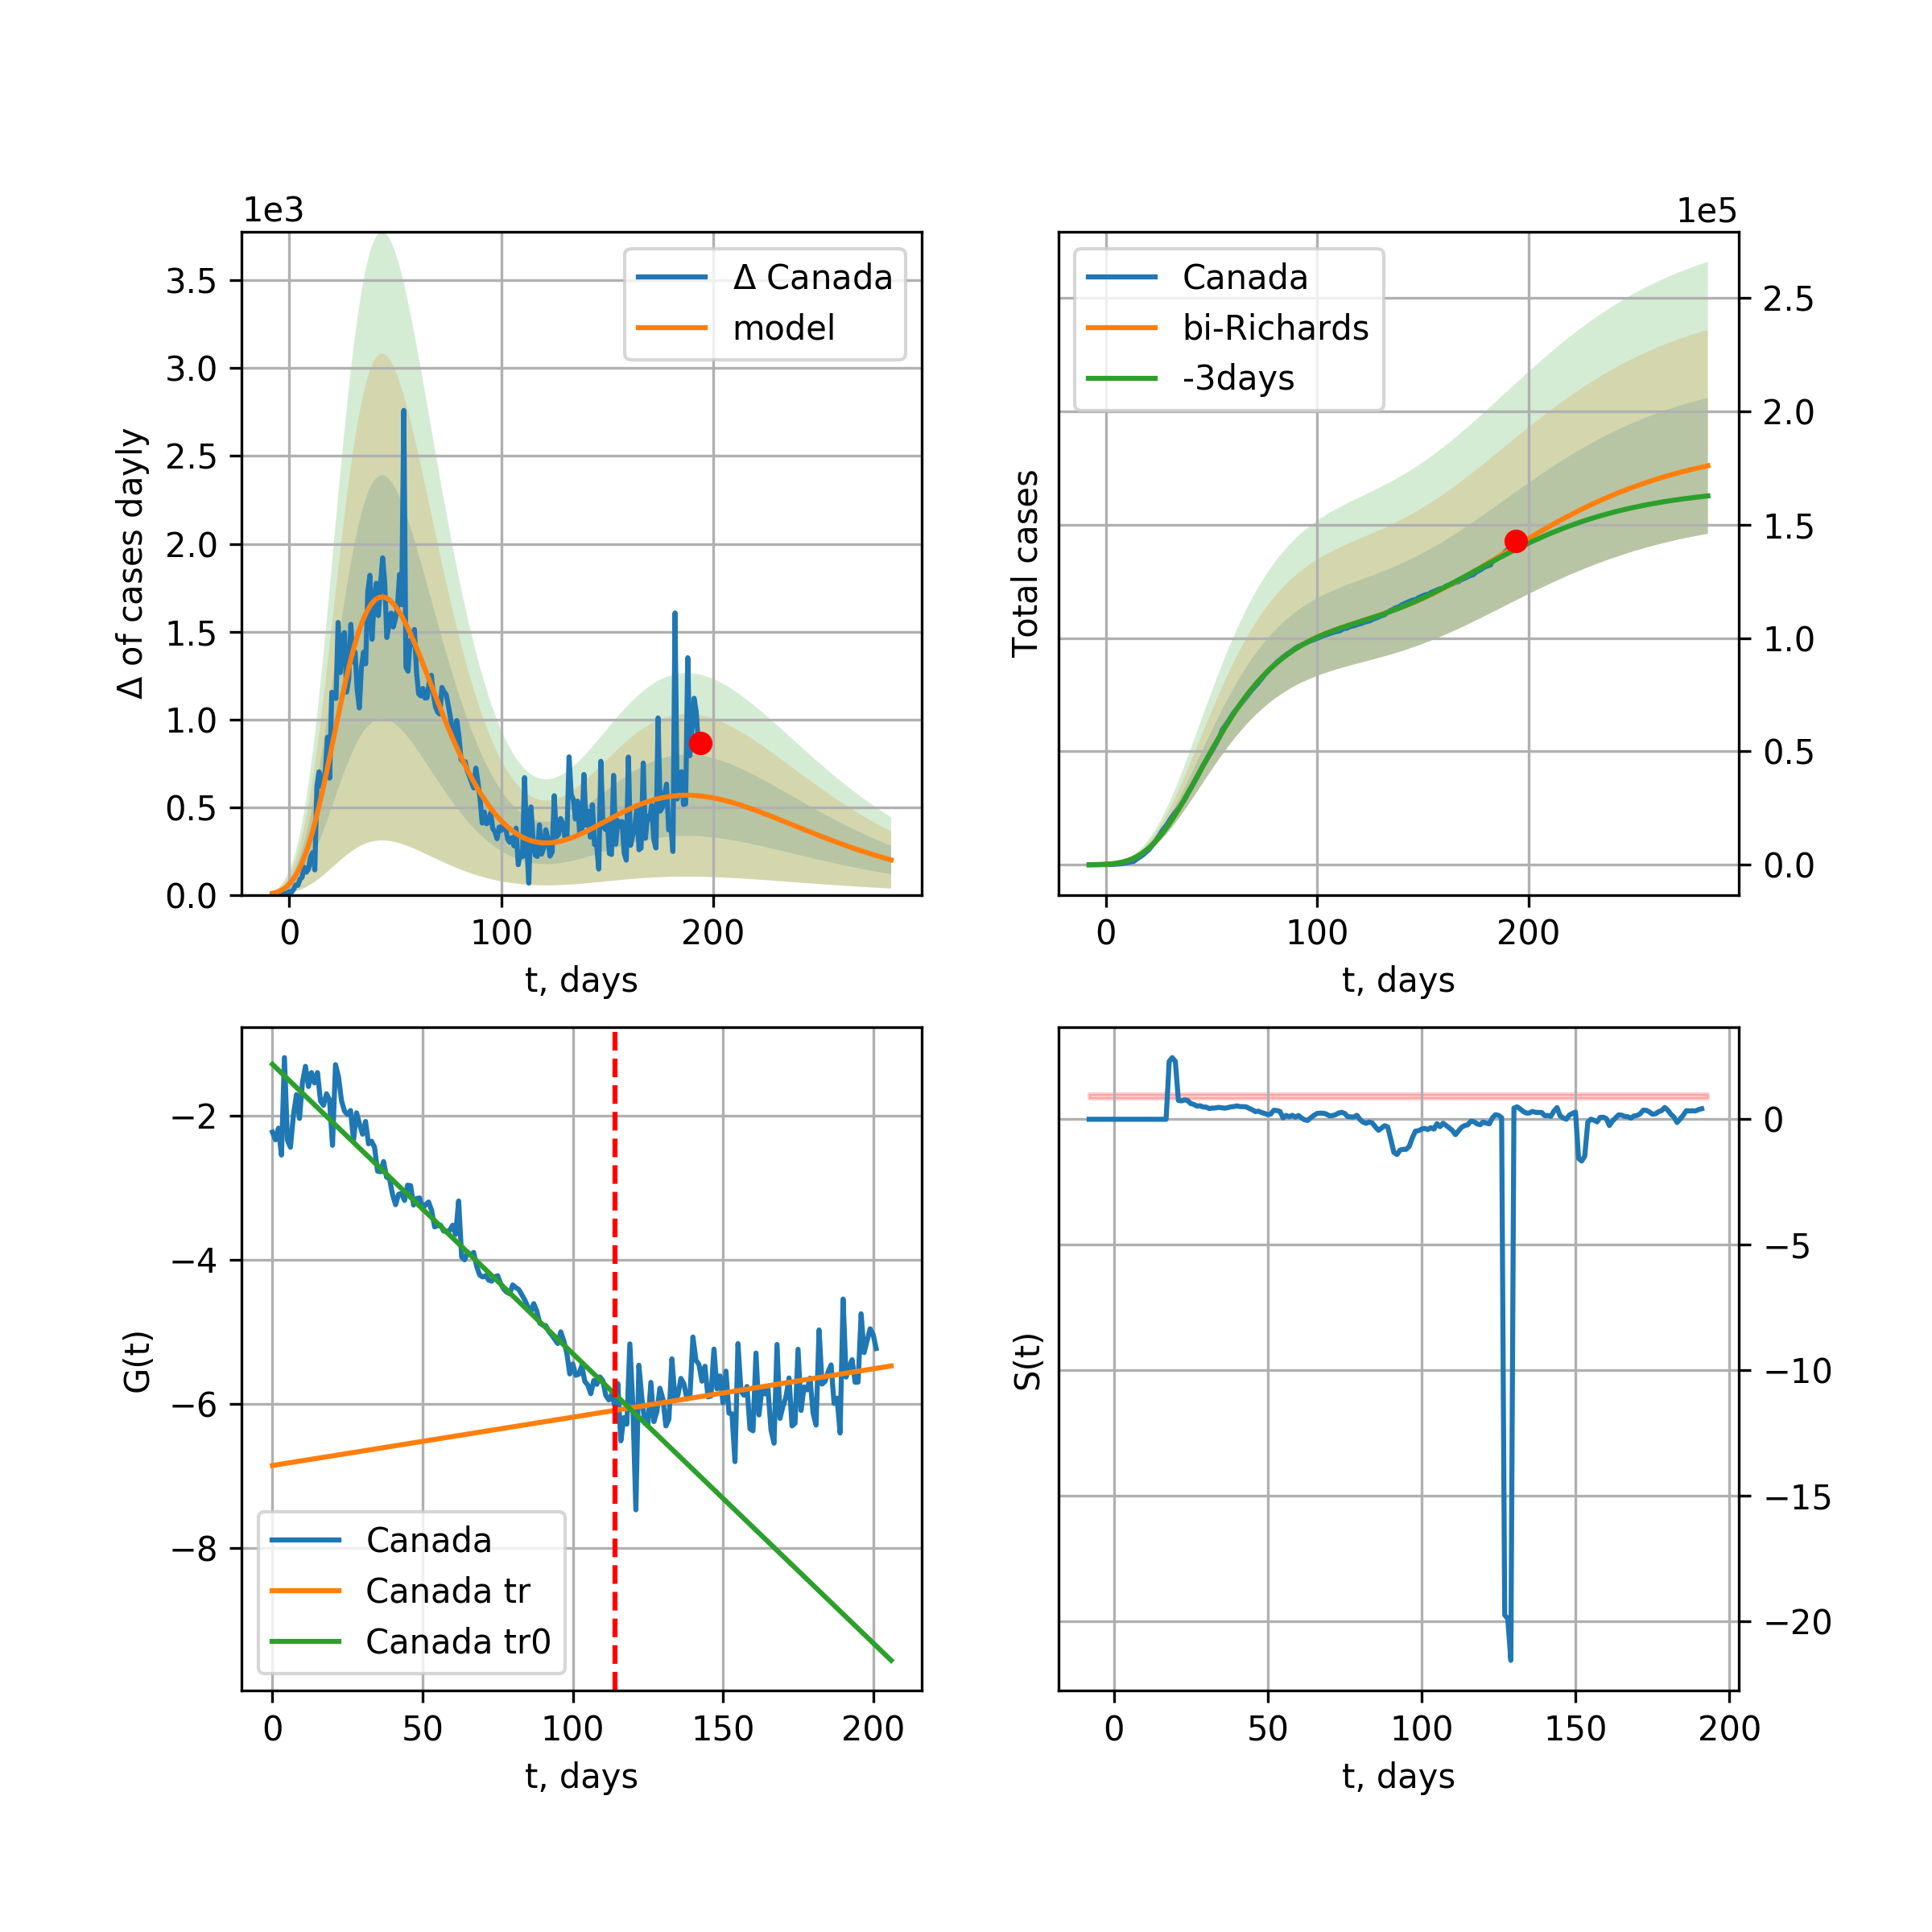 1e3
3.5
3.0
2.5
2.0
1.5
1.0
0.5
0.0
Δ of cases dayly
Δ Canada
model
0 100 200
t, days
1e5
Canada
bi-Richards
-3days
Total cases
2.5
2.0
1.5
1.0
0.5
0.0
0 100 200
t, days
−2
−4
−6
−8
G(t)
Canada
Canada tr
Canada tr0
0 50 100 150 200
t, days
S(t)
0
−5
−10
−15
−20
0 50 100 150 200
t, days